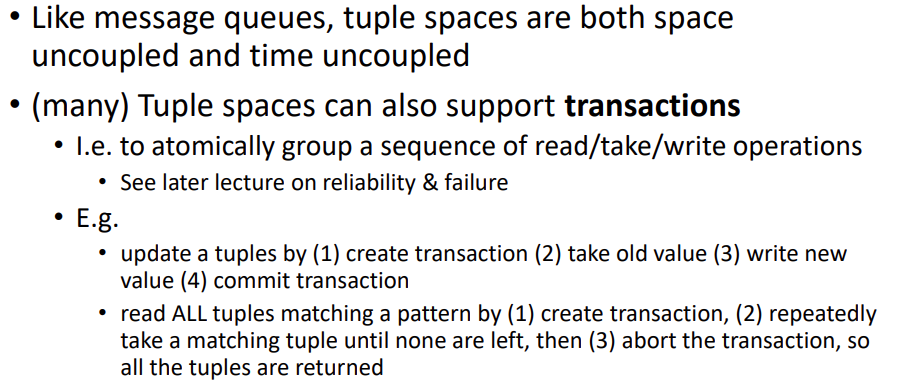 • Like message queues, tuple spaces are both space
uncoupled and time uncoupled
• (many) Tuple spaces can also support transactions
• I.e. to atomically group a sequence of read/take/write operations
• See later lecture on reliability & failure
• E.g.
• update a tuples by (1) create transaction (2) take old value (3) write new
value (4) commit transaction
• read ALL tuples matching a pattern by (1) create transaction, (2) repeatedly
take a matching tuple until none are left, then (3) abort the transaction, so
all the tuples are returned